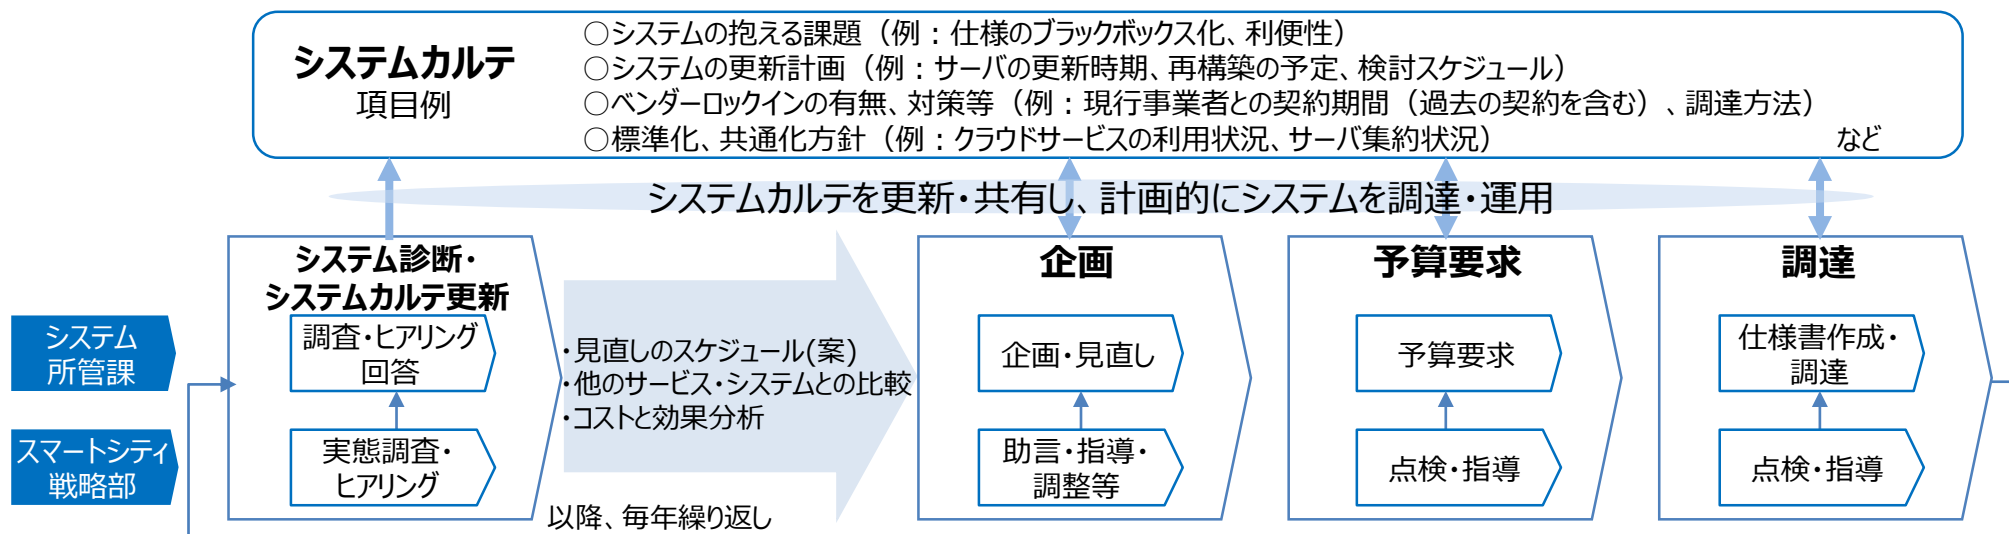 システムカルテ
項目例
○システムの抱える課題（例：仕様のブラックボックス化、利便性）
○システムの更新計画（例：サーバの更新時期、再構築の予定、検討スケジュール）
○ベンダーロックインの有無、対策等（例：現行事業者との契約期間（過去の契約を含む）、調達方法）
○標準化、共通化方針（例：クラウドサービスの利用状況、サーバ集約状況）　など
システムカルテを更新・共有し、計画的にシステムを調達・運用
システム
所管課
スマートシティ
戦略部
システム診断・
システムカルテ更新
調査・ヒアリング
回答
実態調査・
ヒアリング
・見直しのスケジュール(案)
・他のサービス・システムとの比較
・コストと効果分析
以降、毎年繰り返し
企画
企画・見直し
助言・指導・
調整等
予算要求
予算要求
点検・指導
調達
仕様書作成・
調達
点検・指導